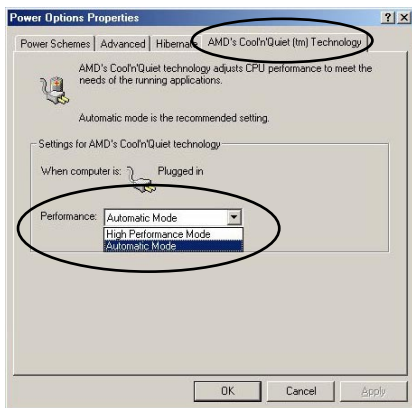 Power Options Properties
Power Schemes Advanced Hibernate AMD's Cool'n'Quiet (tm) Technology
AMD's Cool'n'Quiet technology adjusts CPU performance to meet the
needs of the running applications.
Automatic mode is the recommended setting.
Settings for AMD's Cool'n'Quiet technology
When computer is: Plugged in
Performance: Automatic Mode
High Performance Mode
Automatic Mode
OK Cancel Apply